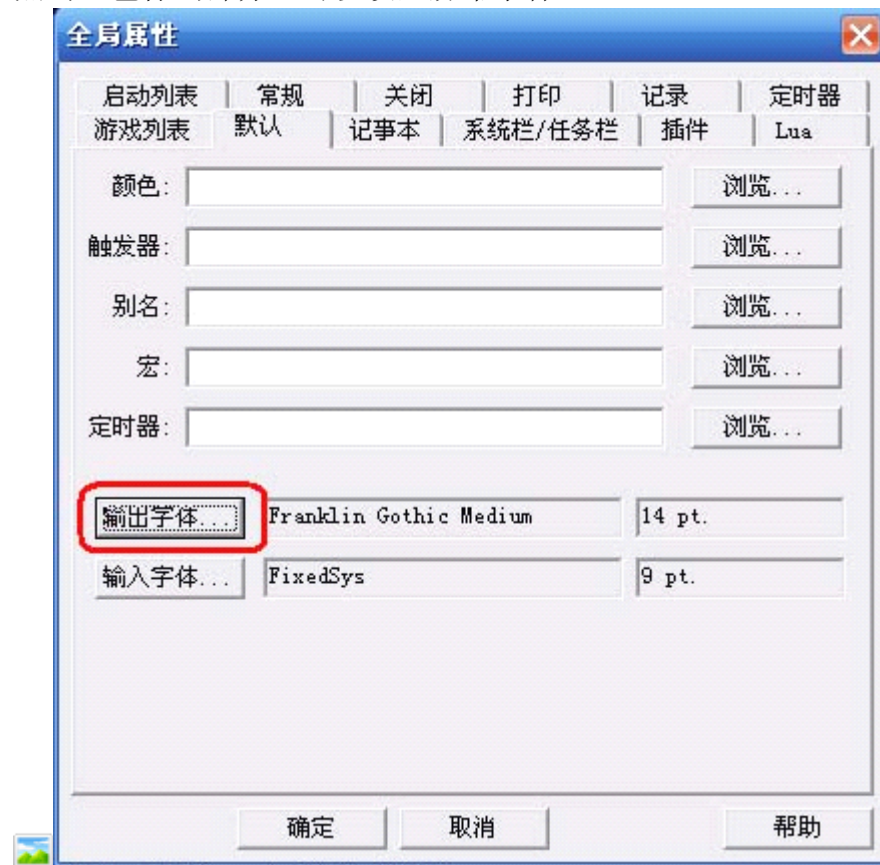 全局属性
启动列表 常规 关闭 打印 记录 定时器
游戏列表 默认 记事本 系统栏/任务栏 插件 Lua
颜色: 浏览...
触发器: 浏览...
别名: 浏览...
宏: 浏览...
定时器: 浏览...
输出字体... Franklin Gothic Medium 14 pt.
输入字体... FixedSys 9 pt.
确定 取消 帮助